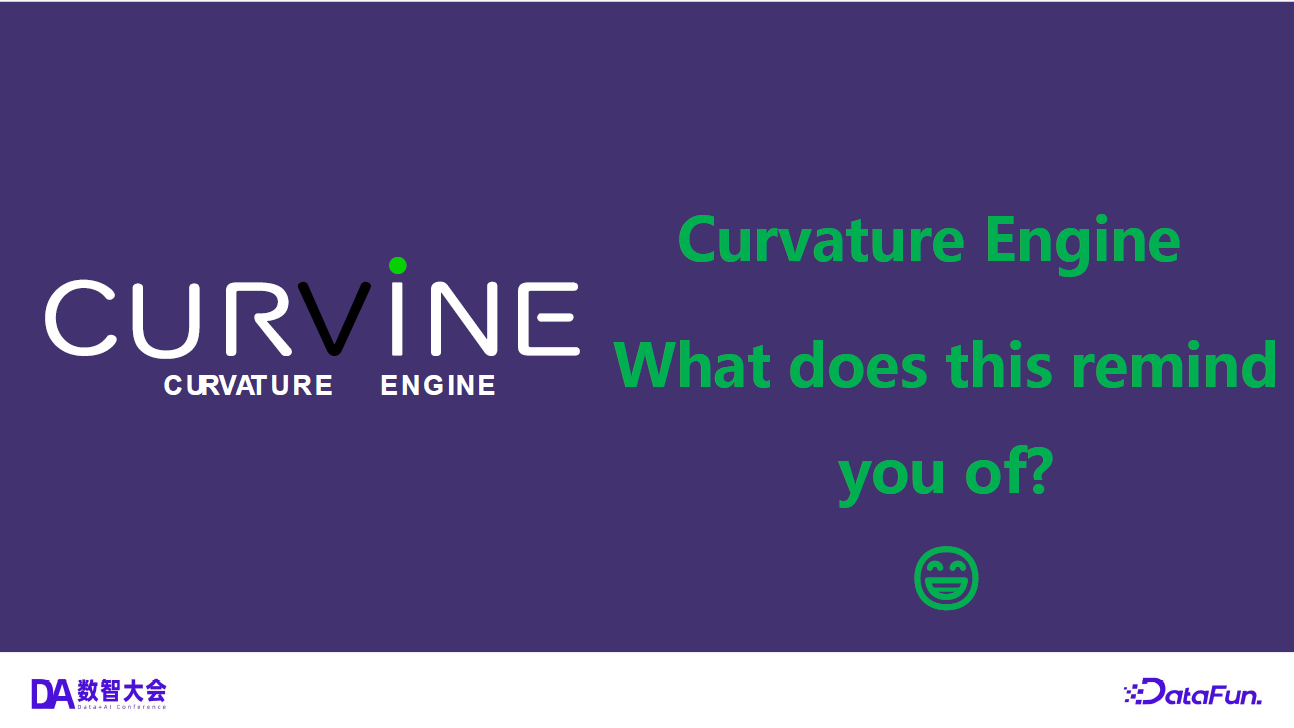 CURVINE
CURVATURE ENGINE
Curvature Engine
What does this remind
you of?
DA 数智大会
Data+AI Conference
DataFun.